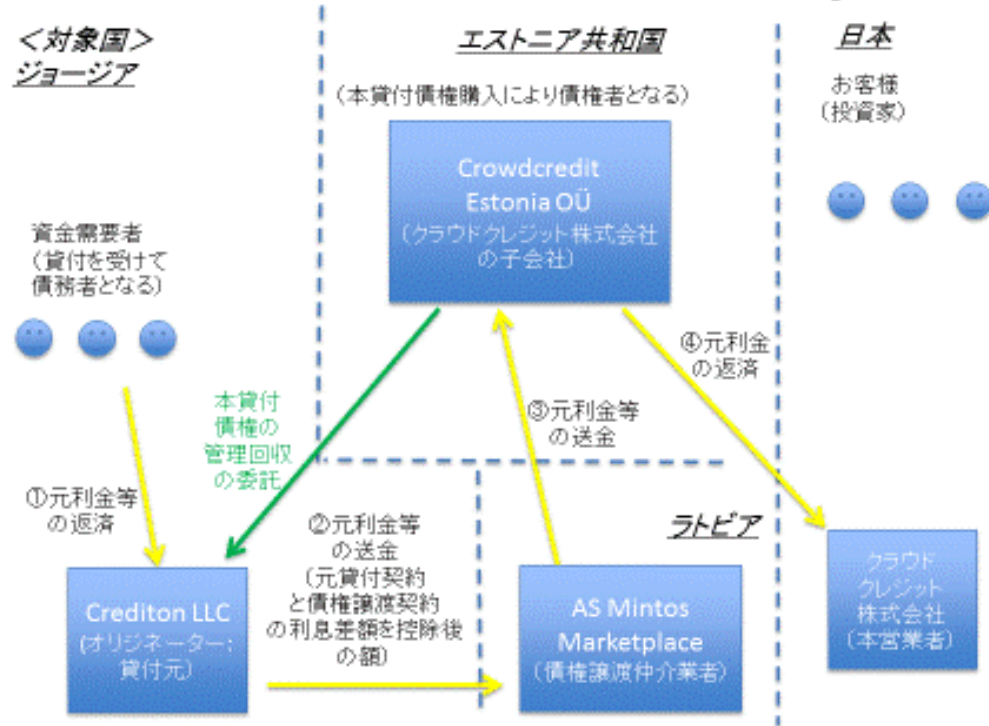 ＜対象国＞
ジョージア
資金需要者
（貸付を受けて
債務者となる）
①元利金等
の返済
Crediton LLC
(オリジネーター：
貸付元）
本貸付
債権の
管理回収
の委託
②元利金等
の送金
（元貸付契約
と債権譲渡契約
の利息差額を控除後
の額）
エストニア共和国
（本貸付債権購入により債権者となる）
Crowdcredit
Estonia OÜ
（クラウドクレジット株式会社
の子会社）
③元利金等
の送金
④元利金
の返済
ラトビア
AS Mintos
Marketplace
（債権譲渡仲介業者）
日本
お客様
（投資家）
クラウド
クレジット
株式会社
（本営業者）